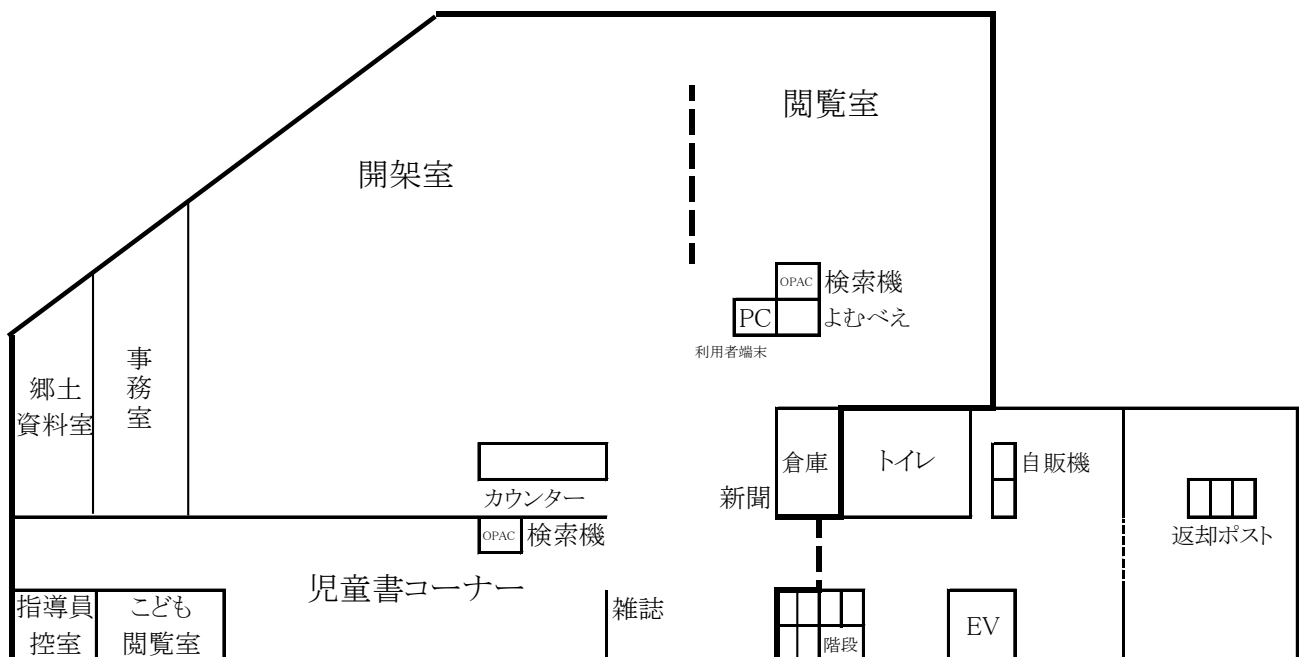 閲覧室
開架室
OPAC
検索機
PC
よむべえ
利用者端末
事
務
室
郷土
資料室
カウンター
新聞
倉庫
トイレ
自販機
返却ポスト
OPAC
検索機
児童書コーナー
指導員
控室
こども
閲覧室
雑誌
階段
EV